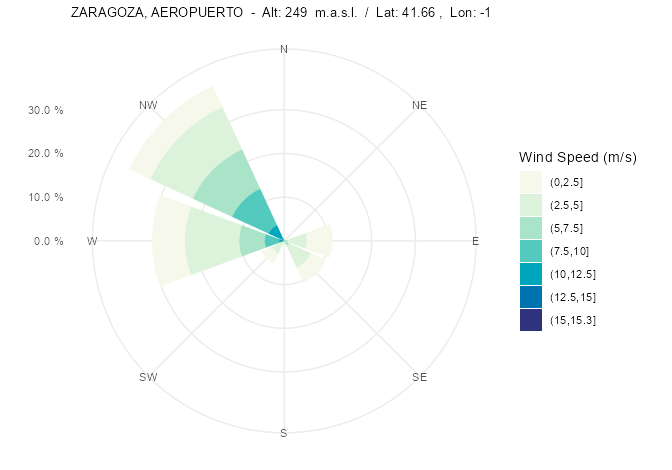 ZARAGOZA, AEROPUERTO - Alt: 249 m.a.s.l. / Lat: 41.66 , Lon: -1
N
NW
NE
30.0 %
20.0 %
10.0 %
0.0 %
W
E
SW
SE
S
Wind Speed (m/s)
(0,2.5]
(2.5,5]
(5,7.5]
(7.5,10]
(10,12.5]
(12.5,15]
(15,15.3]